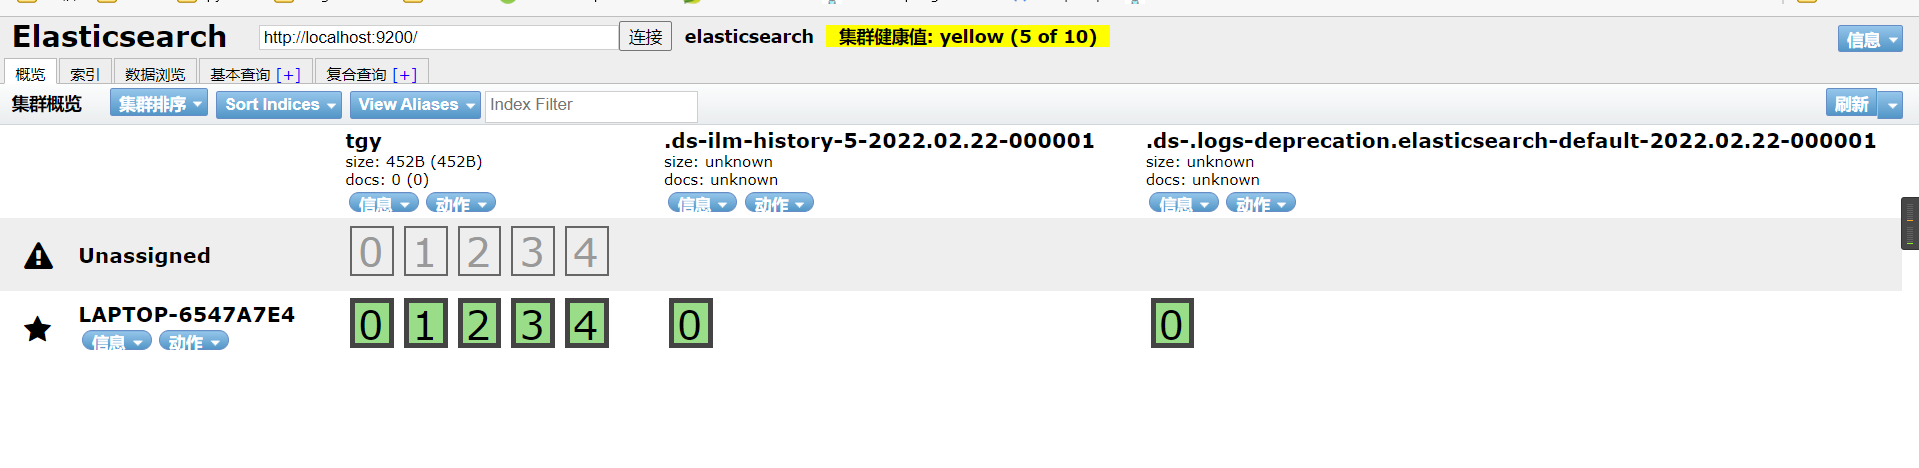 Elasticsearch http://localhost:9200/ 连接 elasticsearch 集群健康值: yellow (5 of 10) 信息
概览 索引 数据浏览 基本查询 [+] 复合查询 [+]
集群概览 集群排序 Sort Indices View Aliases Index Filter 刷新
tgy .ds-ilm-history-5-2022.02.22-000001 .ds-.logs-deprecation.elasticsearch-default-2022.02.22-000001
size: 452B (452B) size: unknown size: unknown
docs: 0 (0) docs: unknown docs: unknown
信息 动作 信息 动作 信息 动作
Unassigned 0 1 2 3 4
LAPTOP-6547A7E4 0 1 2 3 4 0 0
信息 动作